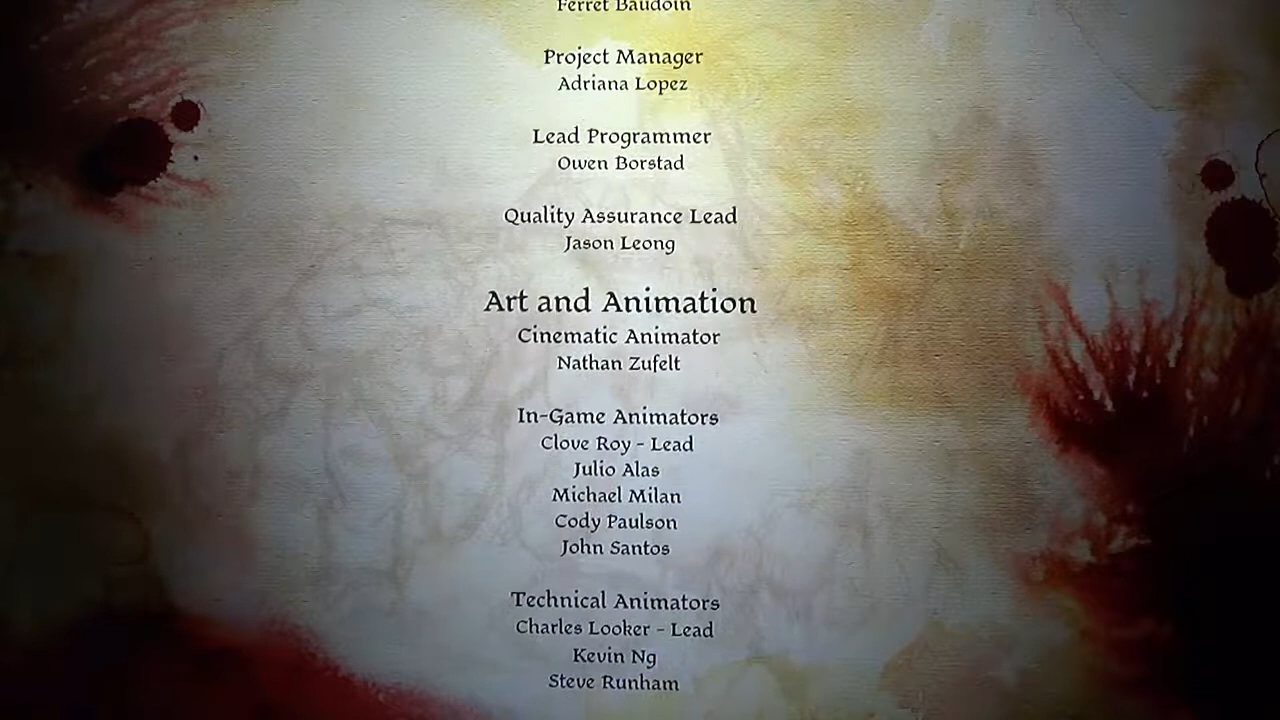 Ferret Baudoin
Project Manager
Adriana Lopez
Lead Programmer
Owen Borstad
Quality Assurance Lead
Jason Leong
Art and Animation
Cinematic Animator
Nathan Zufelt
In-Game Animators
Clove Roy - Lead
Julio Alas
Michael Milan
Cody Paulson
John Santos
Technical Animators
Charles Looker - Lead
Kevin Ng
Steve Runham